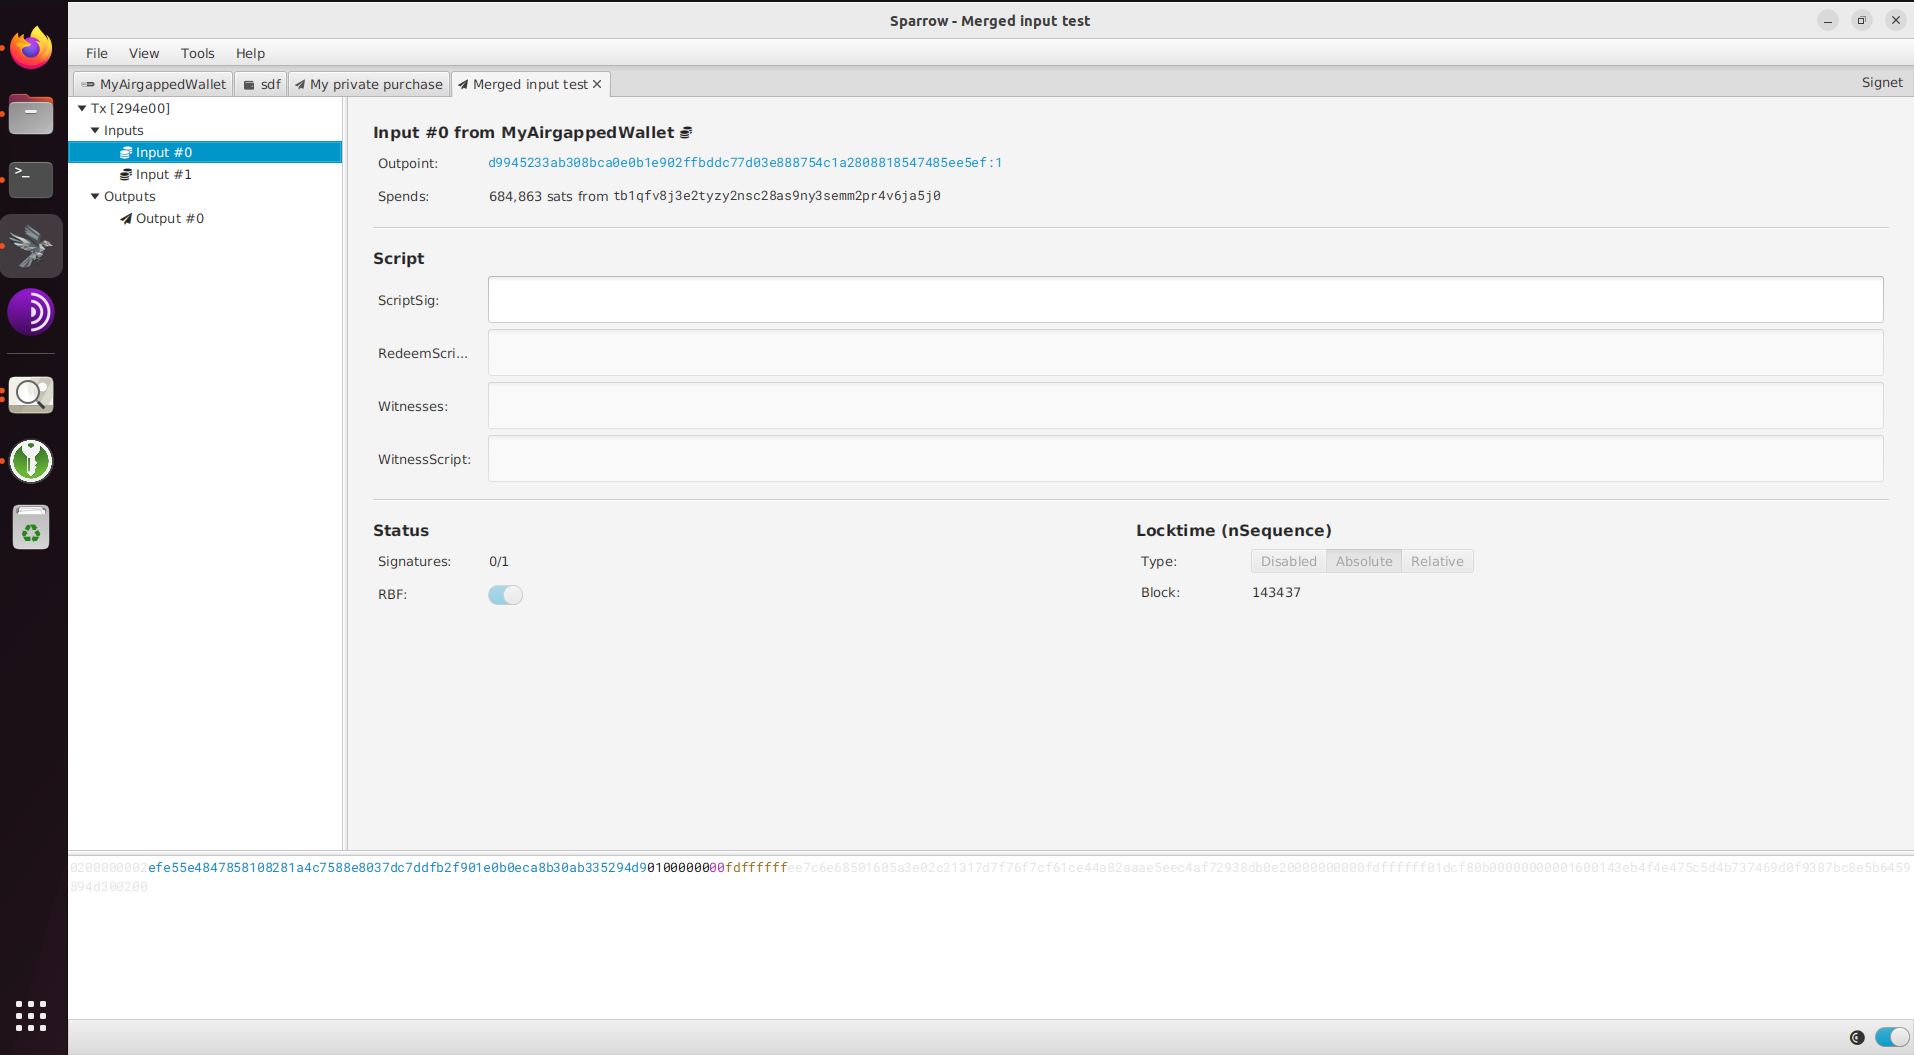 Sparrow - Merged input test
File View Tools Help
MyAirgappedWallet sdf My private purchase Merged input test Signet
Tx [294e00]
Inputs
Input #0
Input #1
Outputs
Output #0
Input #0 from MyAirgappedWallet
Outpoint: d9945233ab308bca0e0b1e902ffbddc77d03e888754c1a2808818547485ee5ef:1
Spends: 684,863 sats from tb1qfv8j3e2tyzy2nsc28as9ny3semm2pr4v6ja5j0
Script
ScriptSig:
RedeemScri...
Witnesses:
WitnessScript:
Status
Signatures: 0/1
RBF:
Locktime (nSequence)
Type: Disabled Absolute Relative
Block: 143437
0200000002efe55e4847858108281a4c7588e8037dc7ddfb2f901e0b0eca8b30ab335294d90100000000fdffffffee7c6e68501605a3e02c21317d7f76f7cf61ce44a82aaae5eec4af72938db0e20000000000fdffffff01dcf80b0000000000160014 3eb4f4e475c5d4b737469d0f9387bc8e5b6459
894d300200